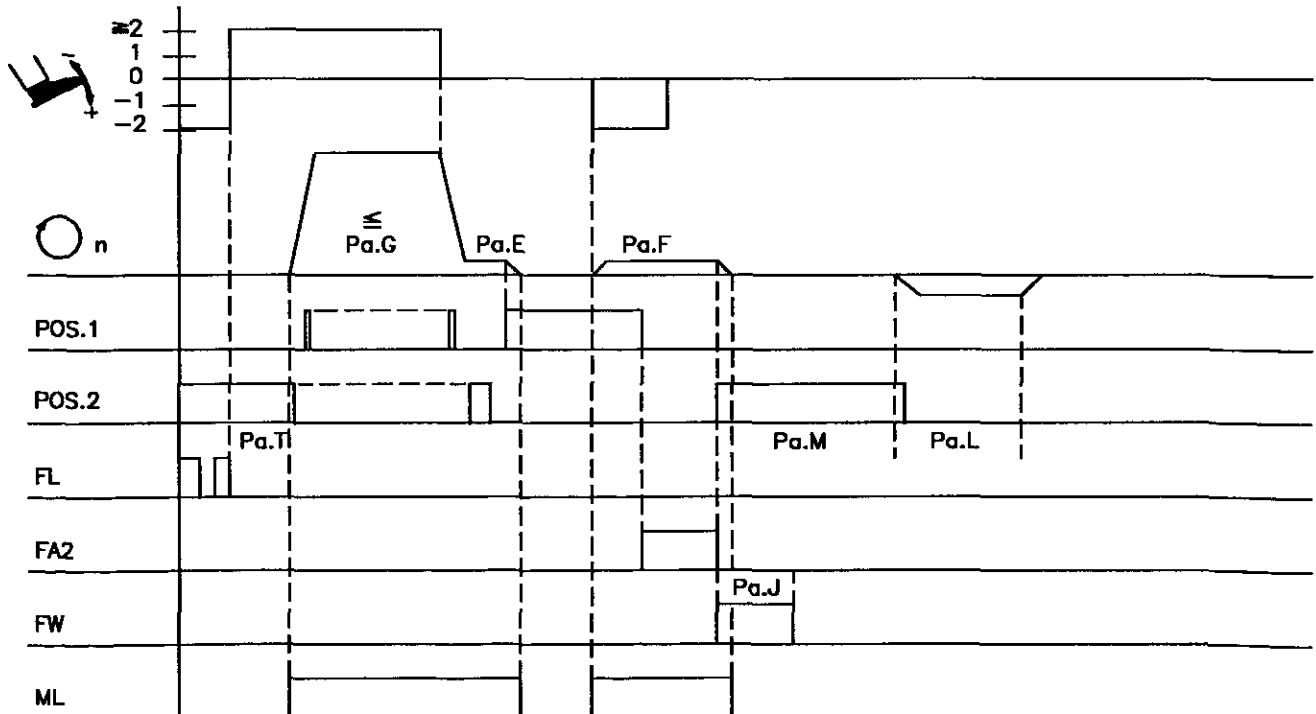 ≥2
1
0
-1
-2
-
+
n
≤
Pa.G
Pa.E
Pa.F
POS.1
POS.2
Pa.T
Pa.M
Pa.L
FL
FA2
Pa.J
FW
ML